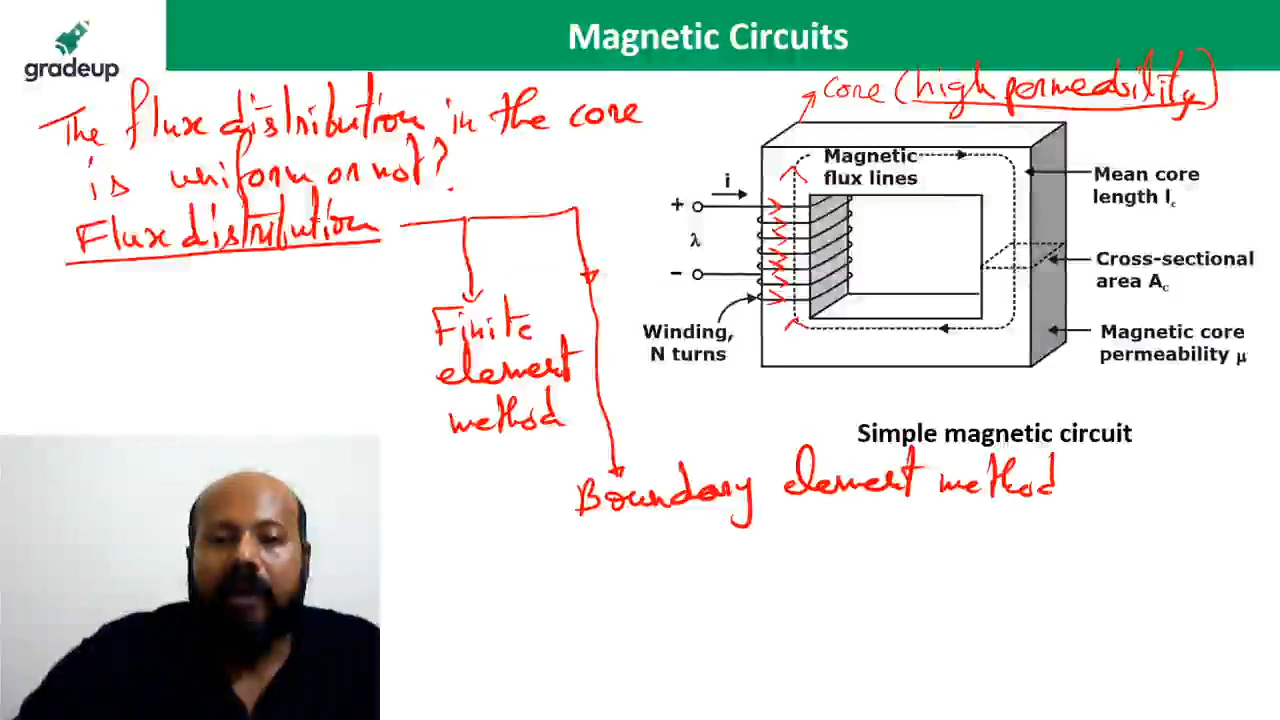 Magnetic Circuits
gradeup
core (high permeability)
The flux distribution in the core
is uniform or not?
Flux distribution
Finite
element
method
Boundary element method
Magnetic
flux lines
i
+
λ
−
Winding,
N turns
Mean core
length lc
Cross-sectional
area Ac
Magnetic core
permeability μ
Simple magnetic circuit